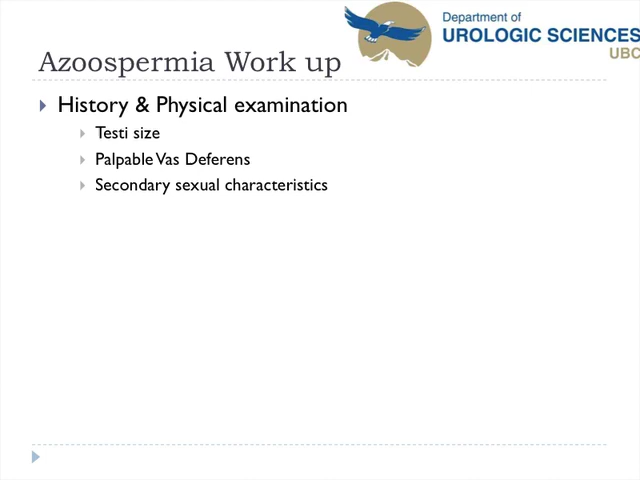 Department of
UROLOGIC SCIENCES
UBC
Azoospermia Work up
History & Physical examination
Testi size
Palpable Vas Deferens
Secondary sexual characteristics